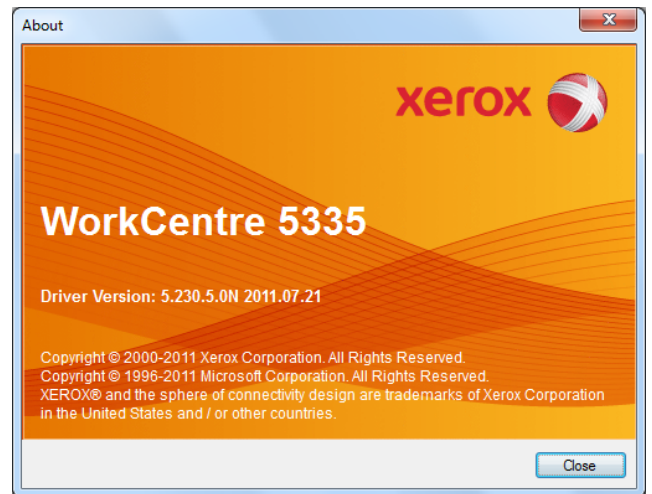 About
xerox
WorkCentre 5335
Driver Version: 5.230.5.0N 2011.07.21
Copyright © 2000-2011 Xerox Corporation. All Rights Reserved.
Copyright © 1996-2011 Microsoft Corporation. All Rights Reserved.
XEROX® and the sphere of connectivity design are trademarks of Xerox Corporation
in the United States and / or other countries.
Close